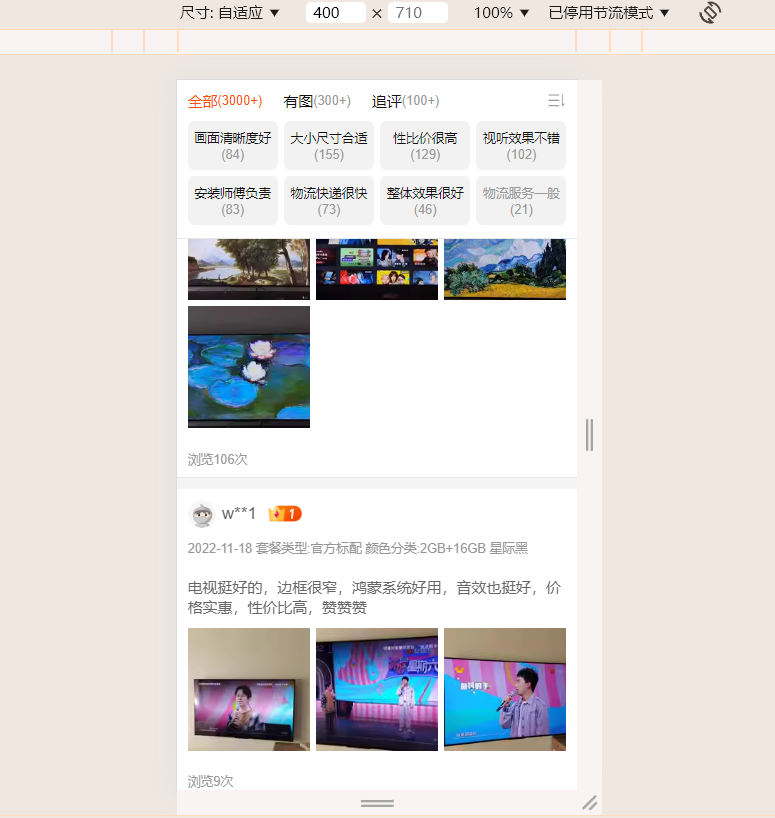 尺寸: 自适应 ▼ 400 × 710 100% ▼ 已停用节流模式 ▼
全部(3000+) 有图(300+) 追评(100+)
画面清晰度好 大小尺寸合适 性比价很高 视听效果不错
(84) (155) (129) (102)
安装师傅负责 物流快递很快 整体效果很好 物流服务一般
(83) (73) (46) (21)
浏览106次
w**1 1
2022-11-18 套餐类型:官方标配 颜色分类:2GB+16GB 星际黑
电视挺好的，边框很窄，鸿蒙系统好用，音效也挺好，价
格实惠，性价比高，赞赞赞
浏览9次